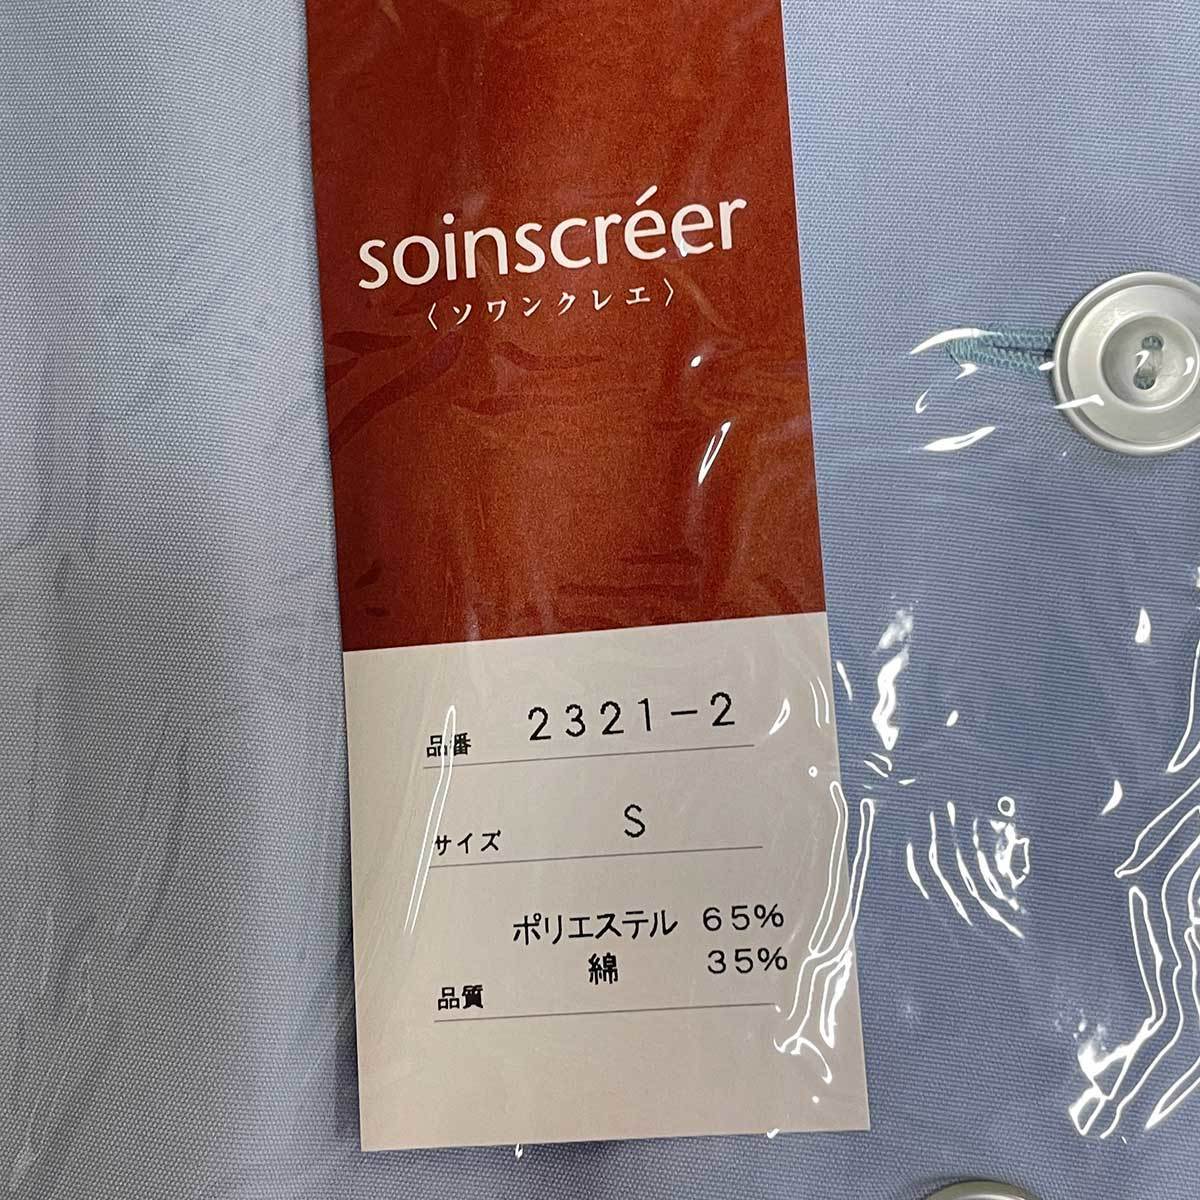 soinscréer
〈ソワンクレエ〉
品番 2321-2
サイズ S
ポリエステル 65%
綿 35%
品質